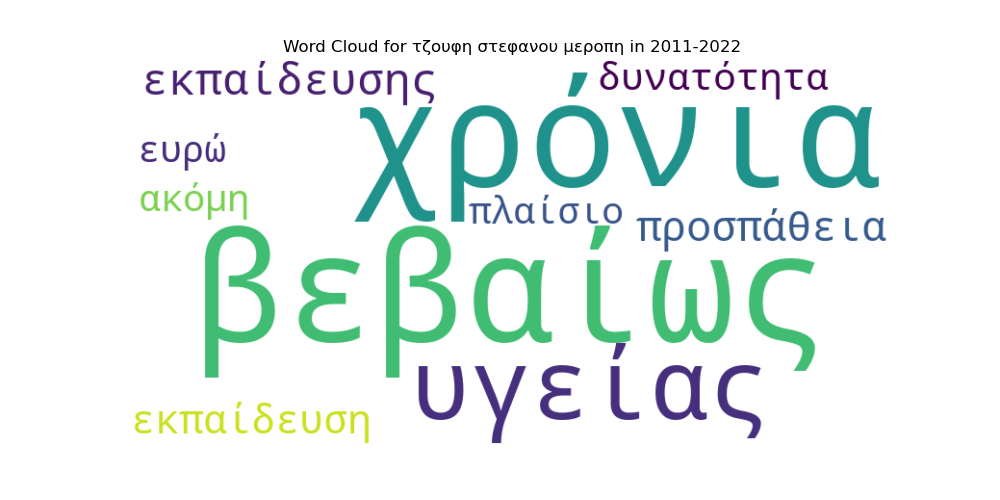 Word Cloud for τζουφη στεφανου μεροπη in 2011-2022
εκπαίδευσης
δυνατότητα
χρόνια
ευρώ
ακόμη
πλαίσιο
προσπάθεια
βεβαίως
υγείας
εκπαίδευση